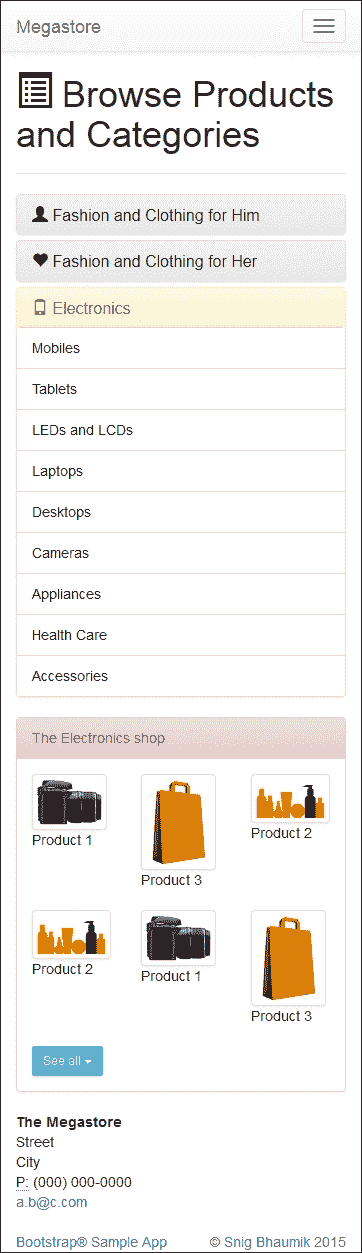 Megastore
Browse Products
and Categories
Fashion and Clothing for Him
Fashion and Clothing for Her
Electronics
Mobiles
Tablets
LEDs and LCDs
Laptops
Desktops
Cameras
Appliances
Health Care
Accessories
The Electronics shop
Product 1
Product 3
Product 2
Product 2
Product 1
Product 3
See all
The Megastore
Street
City
P: (000) 000-0000
a.b@c.com
Bootstrap® Sample App © Snig Bhaumik 2015